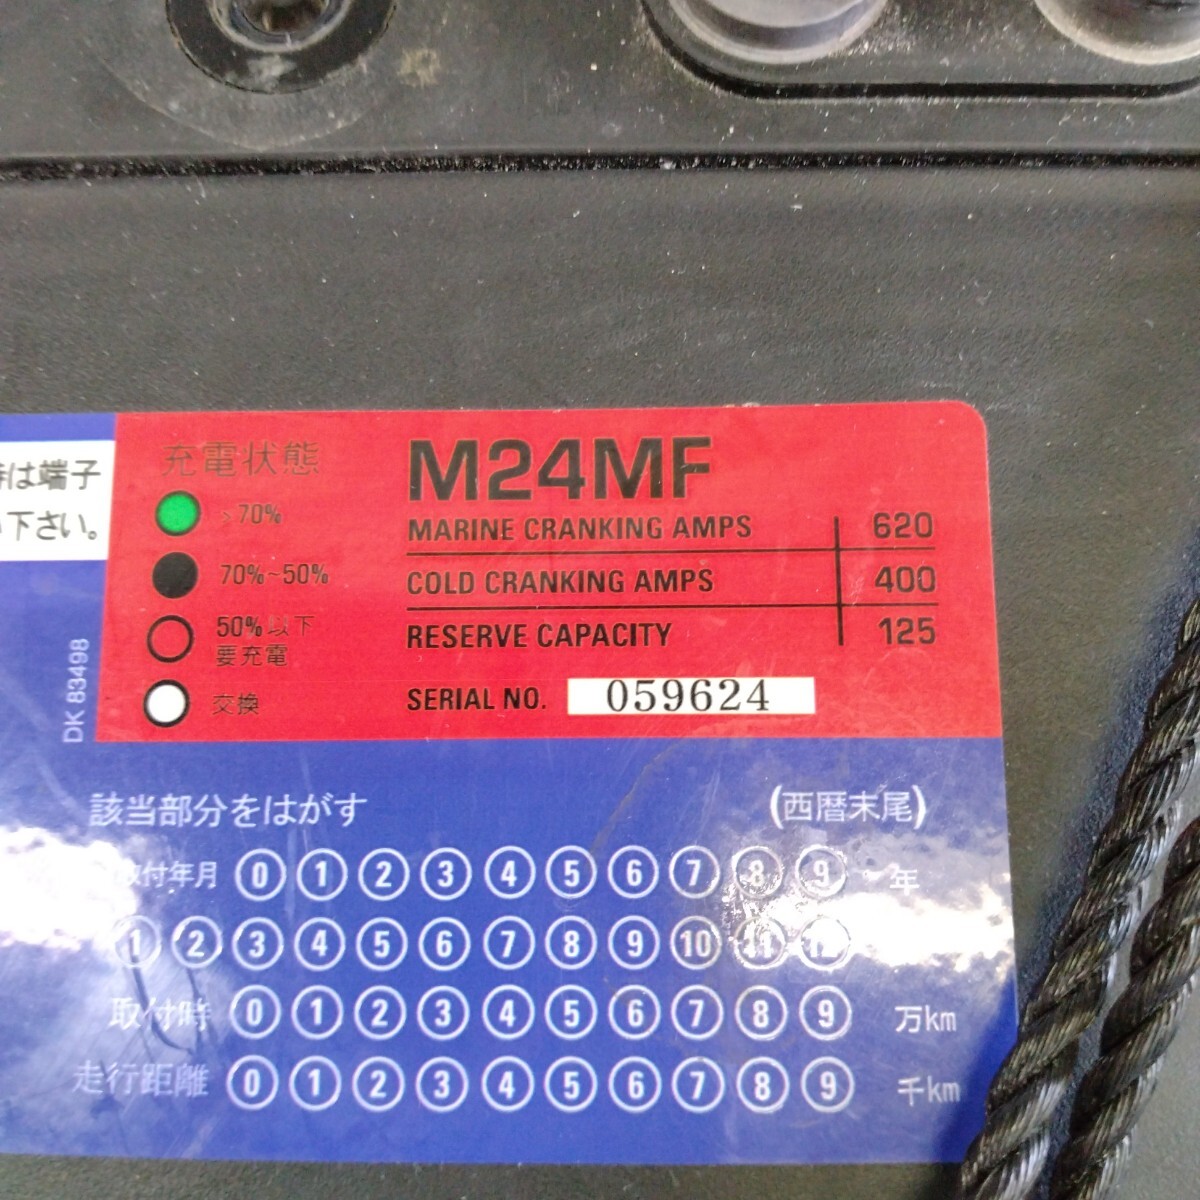 は端子
下さい。
充電状態
>70%
70%~50%
50%以下
要充電
交換
M24MF
MARINE CRANKING AMPS 620
COLD CRANKING AMPS 400
RESERVE CAPACITY 125
SERIAL NO. 059624
DK 83498
該当部分をはがす (西暦末尾)
取付年月 0 1 2 3 4 5 6 7 8 9 年
1 2 3 4 5 6 7 8 9 10 11 12
取付時 0 1 2 3 4 5 6 7 8 9 万km
走行距離 0 1 2 3 4 5 6 7 8 9 千km